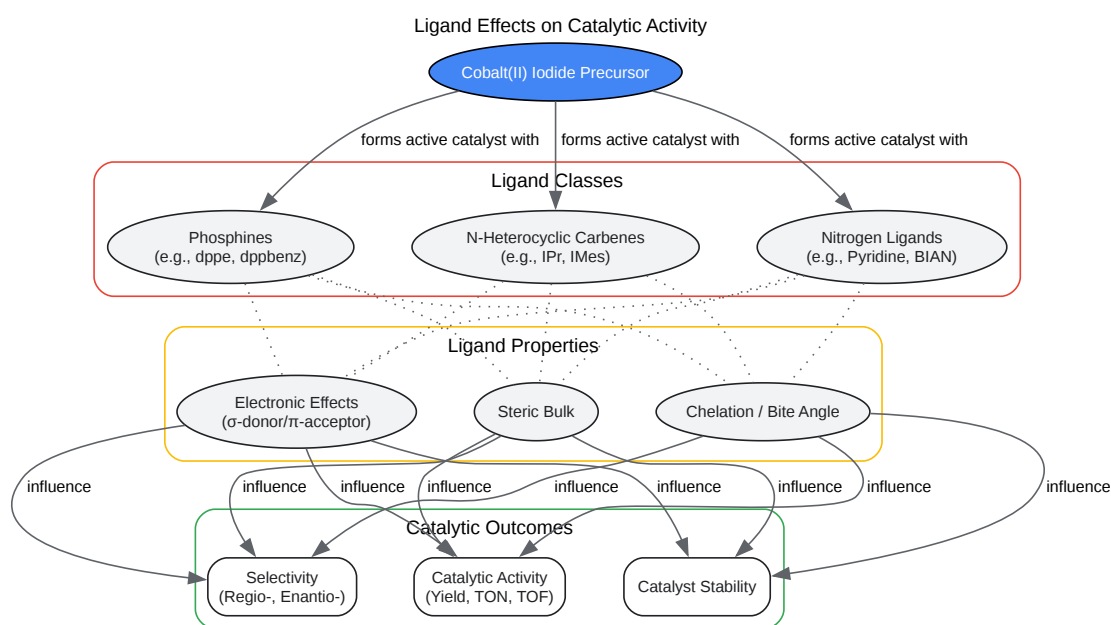 Ligand Effects on Catalytic Activity
Cobalt(II) Iodide Precursor
forms active catalyst with
forms active catalyst with
forms active catalyst with
Ligand Classes
Phosphines
(e.g., dppe, dppbenz)
N-Heterocyclic Carbenes
(e.g., IPr, IMes)
Nitrogen Ligands
(e.g., Pyridine, BIAN)
Ligand Properties
Electronic Effects
(σ-donor/π-acceptor)
Steric Bulk
Chelation / Bite Angle
influence
influence
influence
influence
influence
influence
influence
influence
influence
Catalytic Outcomes
Selectivity
(Regio-, Enantio-)
Catalytic Activity
(Yield, TON, TOF)
Catalyst Stability